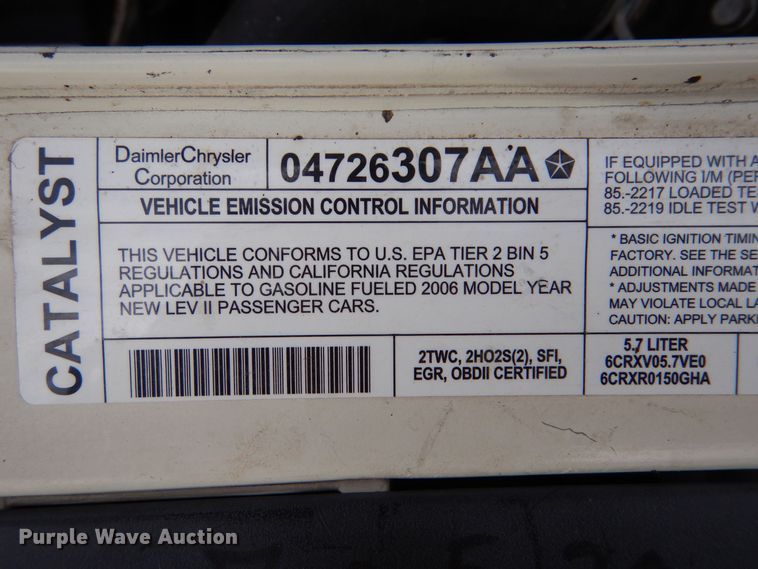 CATALYST
DaimlerChrysler
Corporation
04726307AA
VEHICLE EMISSION CONTROL INFORMATION
THIS VEHICLE CONFORMS TO U.S. EPA TIER 2 BIN 5
REGULATIONS AND CALIFORNIA REGULATIONS
APPLICABLE TO GASOLINE FUELED 2006 MODEL YEAR
NEW LEV II PASSENGER CARS.
2TWC, 2HO2S(2), SFI,
EGR, OBDII CERTIFIED
IF EQUIPPED WITH A
FOLLOWING I/M (PER
85.-2217 LOADED TE
85.-2219 IDLE TEST W
* BASIC IGNITION TIMIN
FACTORY. SEE THE SE
ADDITIONAL INFORMAT
* ADJUSTMENTS MADE
MAY VIOLATE LOCAL LA
CAUTION: APPLY PARK
5.7 LITER
6CRXV05.7VE0
6CRXR0150GHA
Purple Wave Auction